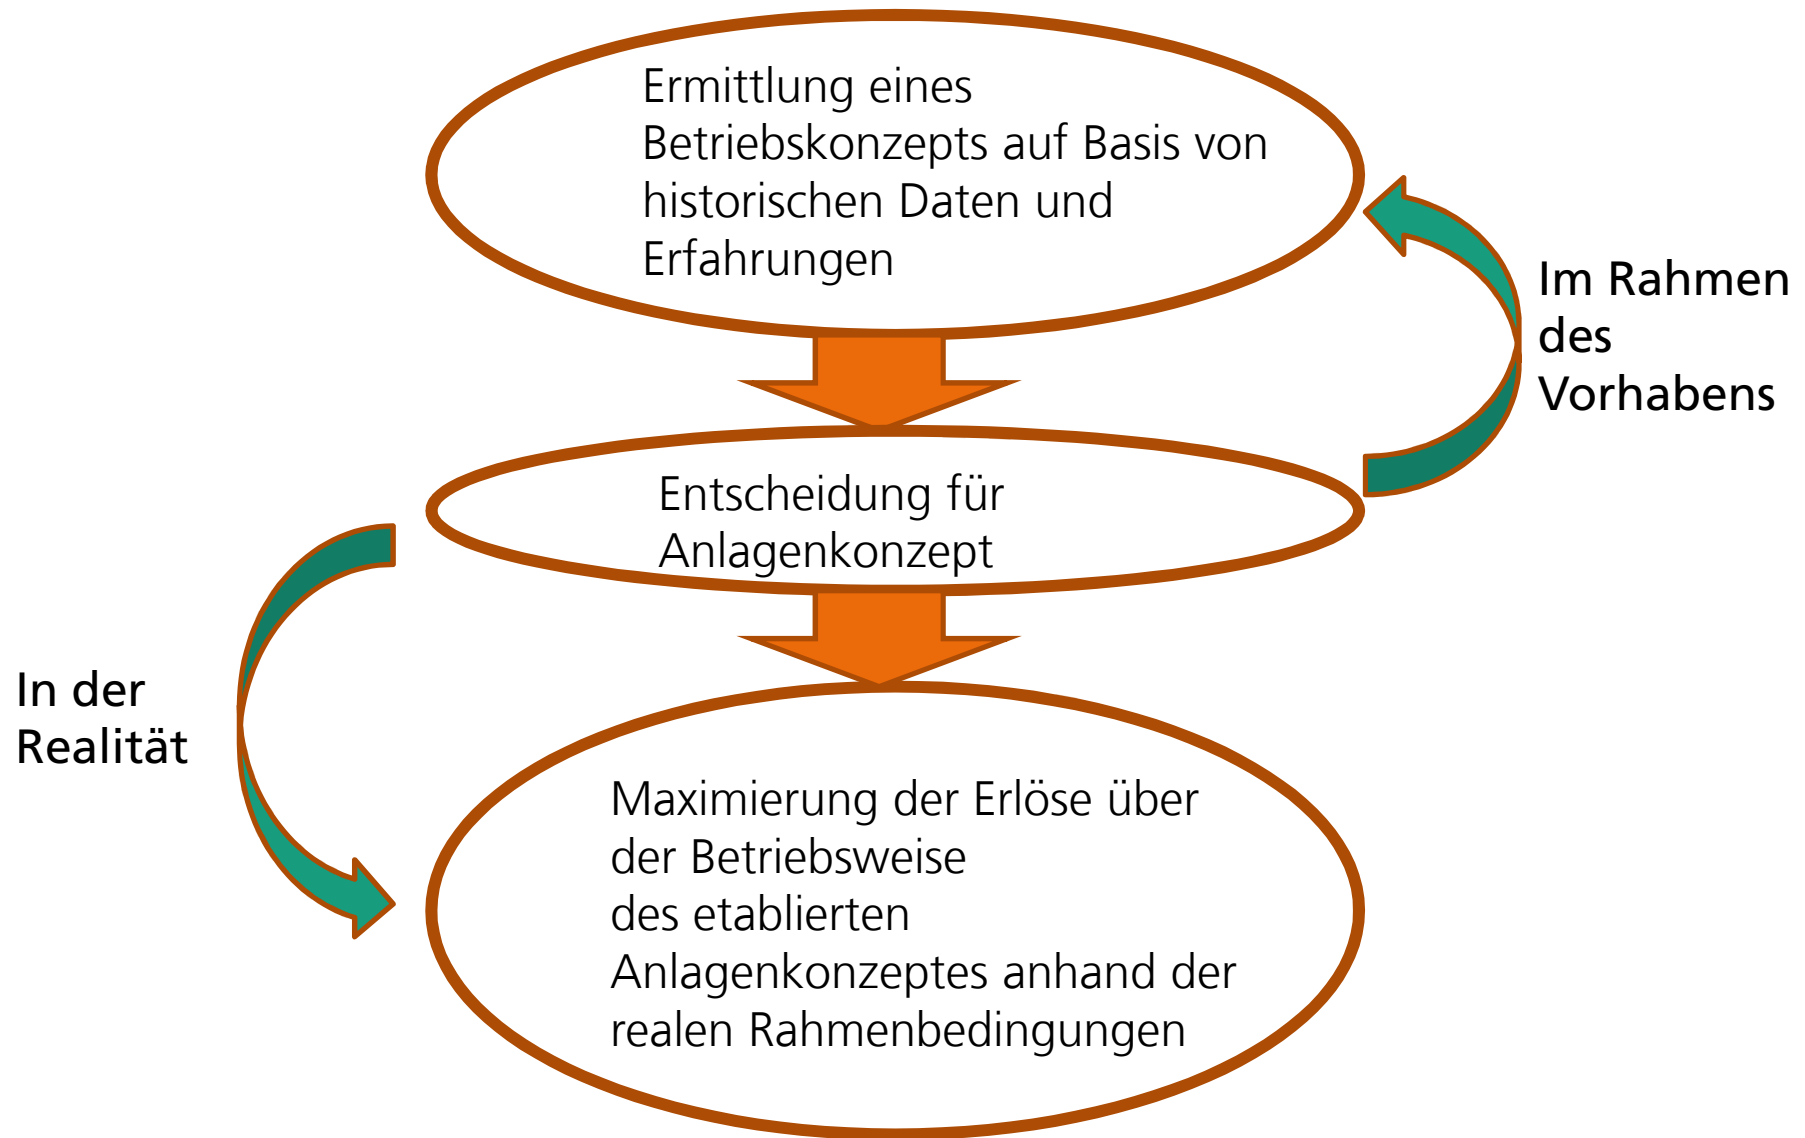 Ermittlung eines
Betriebskonzepts auf Basis von
historischen Daten und
Erfahrungen
Im Rahmen
des
Vorhabens
Entscheidung für
Anlagenkonzept
In der
Realität
Maximierung der Erlöse über
der Betriebsweise
des etablierten
Anlagenkonzeptes anhand der
realen Rahmenbedingungen